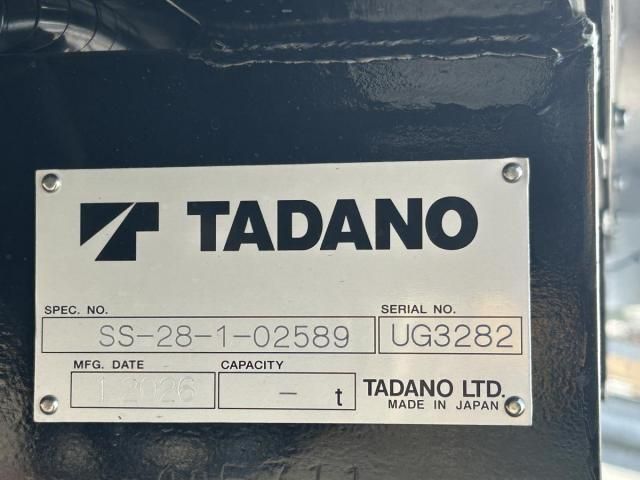 TADANO
SPEC. NO. SERIAL NO.
SS-28-1-02589 UG3282
MFG. DATE CAPACITY
1.2026 - t TADANO LTD.
MADE IN JAPAN